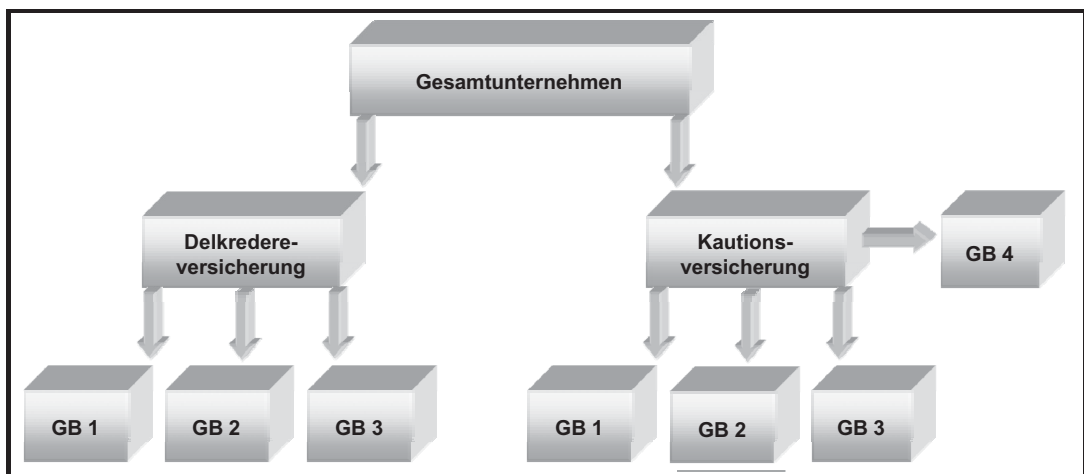 Gesamtunternehmen
Delkredere-
versicherung
Kautions-
versicherung
GB 4
GB 1
GB 2
GB 3
GB 1
GB 2
GB 3